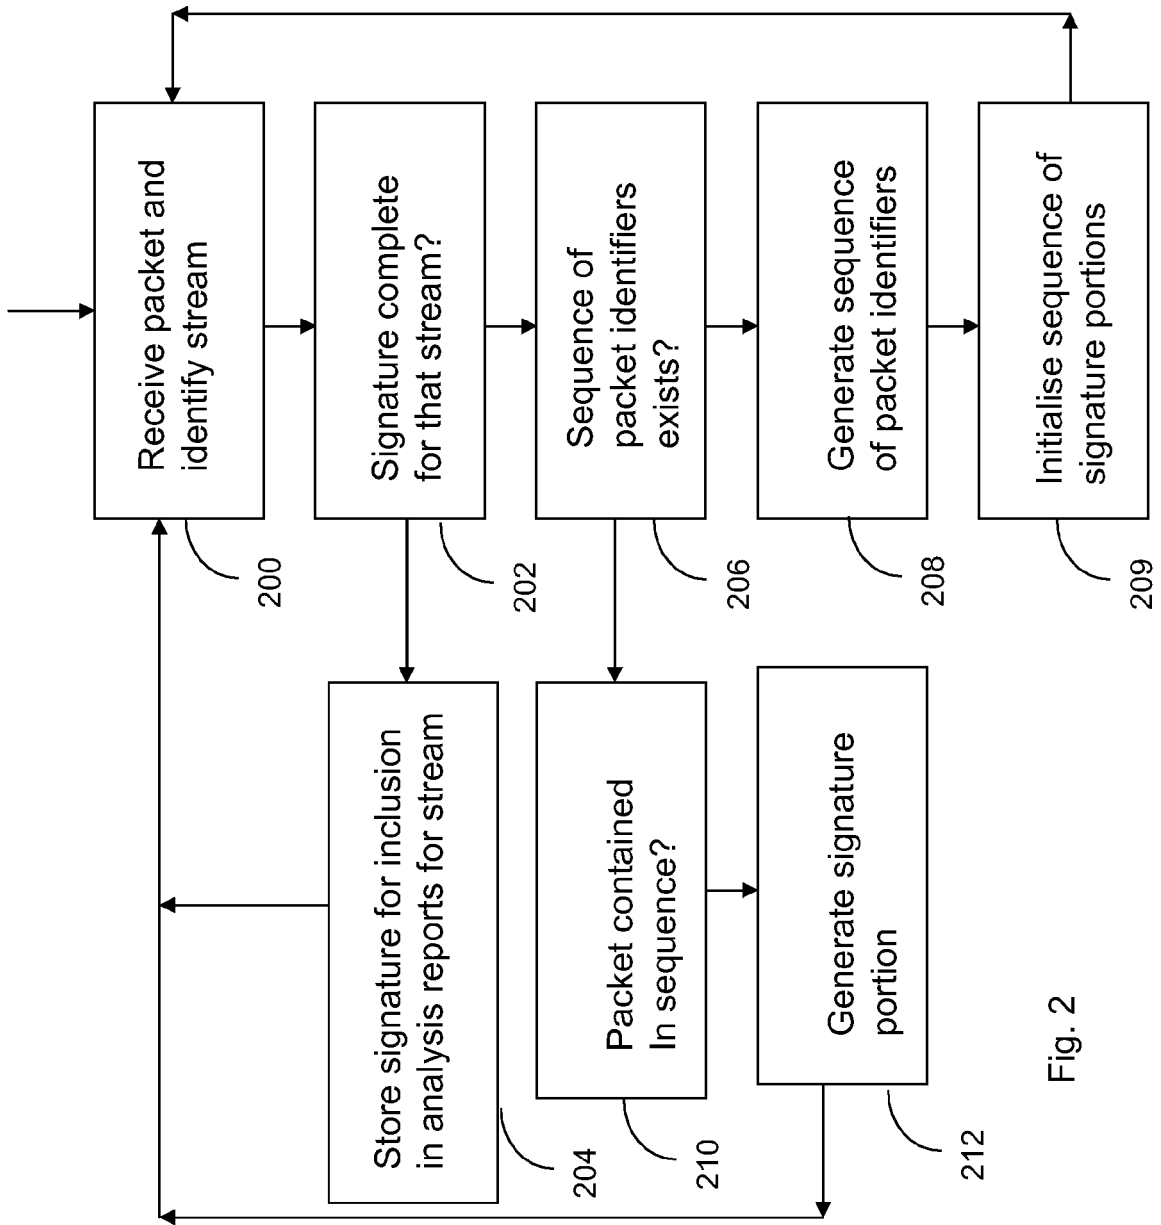 Receive packet and
identify stream
200
Signature complete
for that stream?
202
Store signature for inclusion
in analysis reports for stream
204
Sequence of
packet identifiers
exists?
206
Packet contained
In sequence?
210
Generate sequence
of packet identifiers
208
Generate signature
portion
212
Initialise sequence of
signature portions
209
Fig. 2